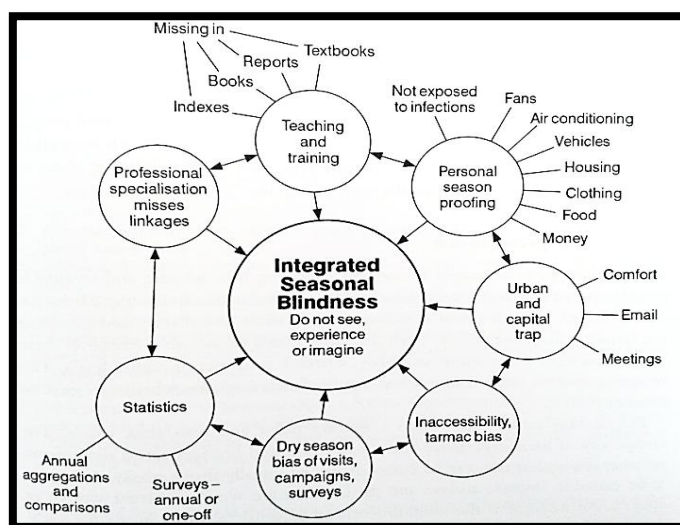 Missing in
Textbooks
Reports
Books
Indexes
Teaching
and
training
Not exposed
to infections
Fans
Air conditioning
Vehicles
Housing
Clothing
Food
Money
Personal
season
proofing
Professional
specialisation
misses
linkages
Integrated
Seasonal
Blindness
Do not see,
experience
or imagine
Urban
and
capital
trap
Comfort
Email
Meetings
Statistics
Annual
aggregations
and
comparisons
Surveys –
annual or
one-off
Dry season
bias of visits,
campaigns,
surveys
Inaccessibility,
tarmac bias